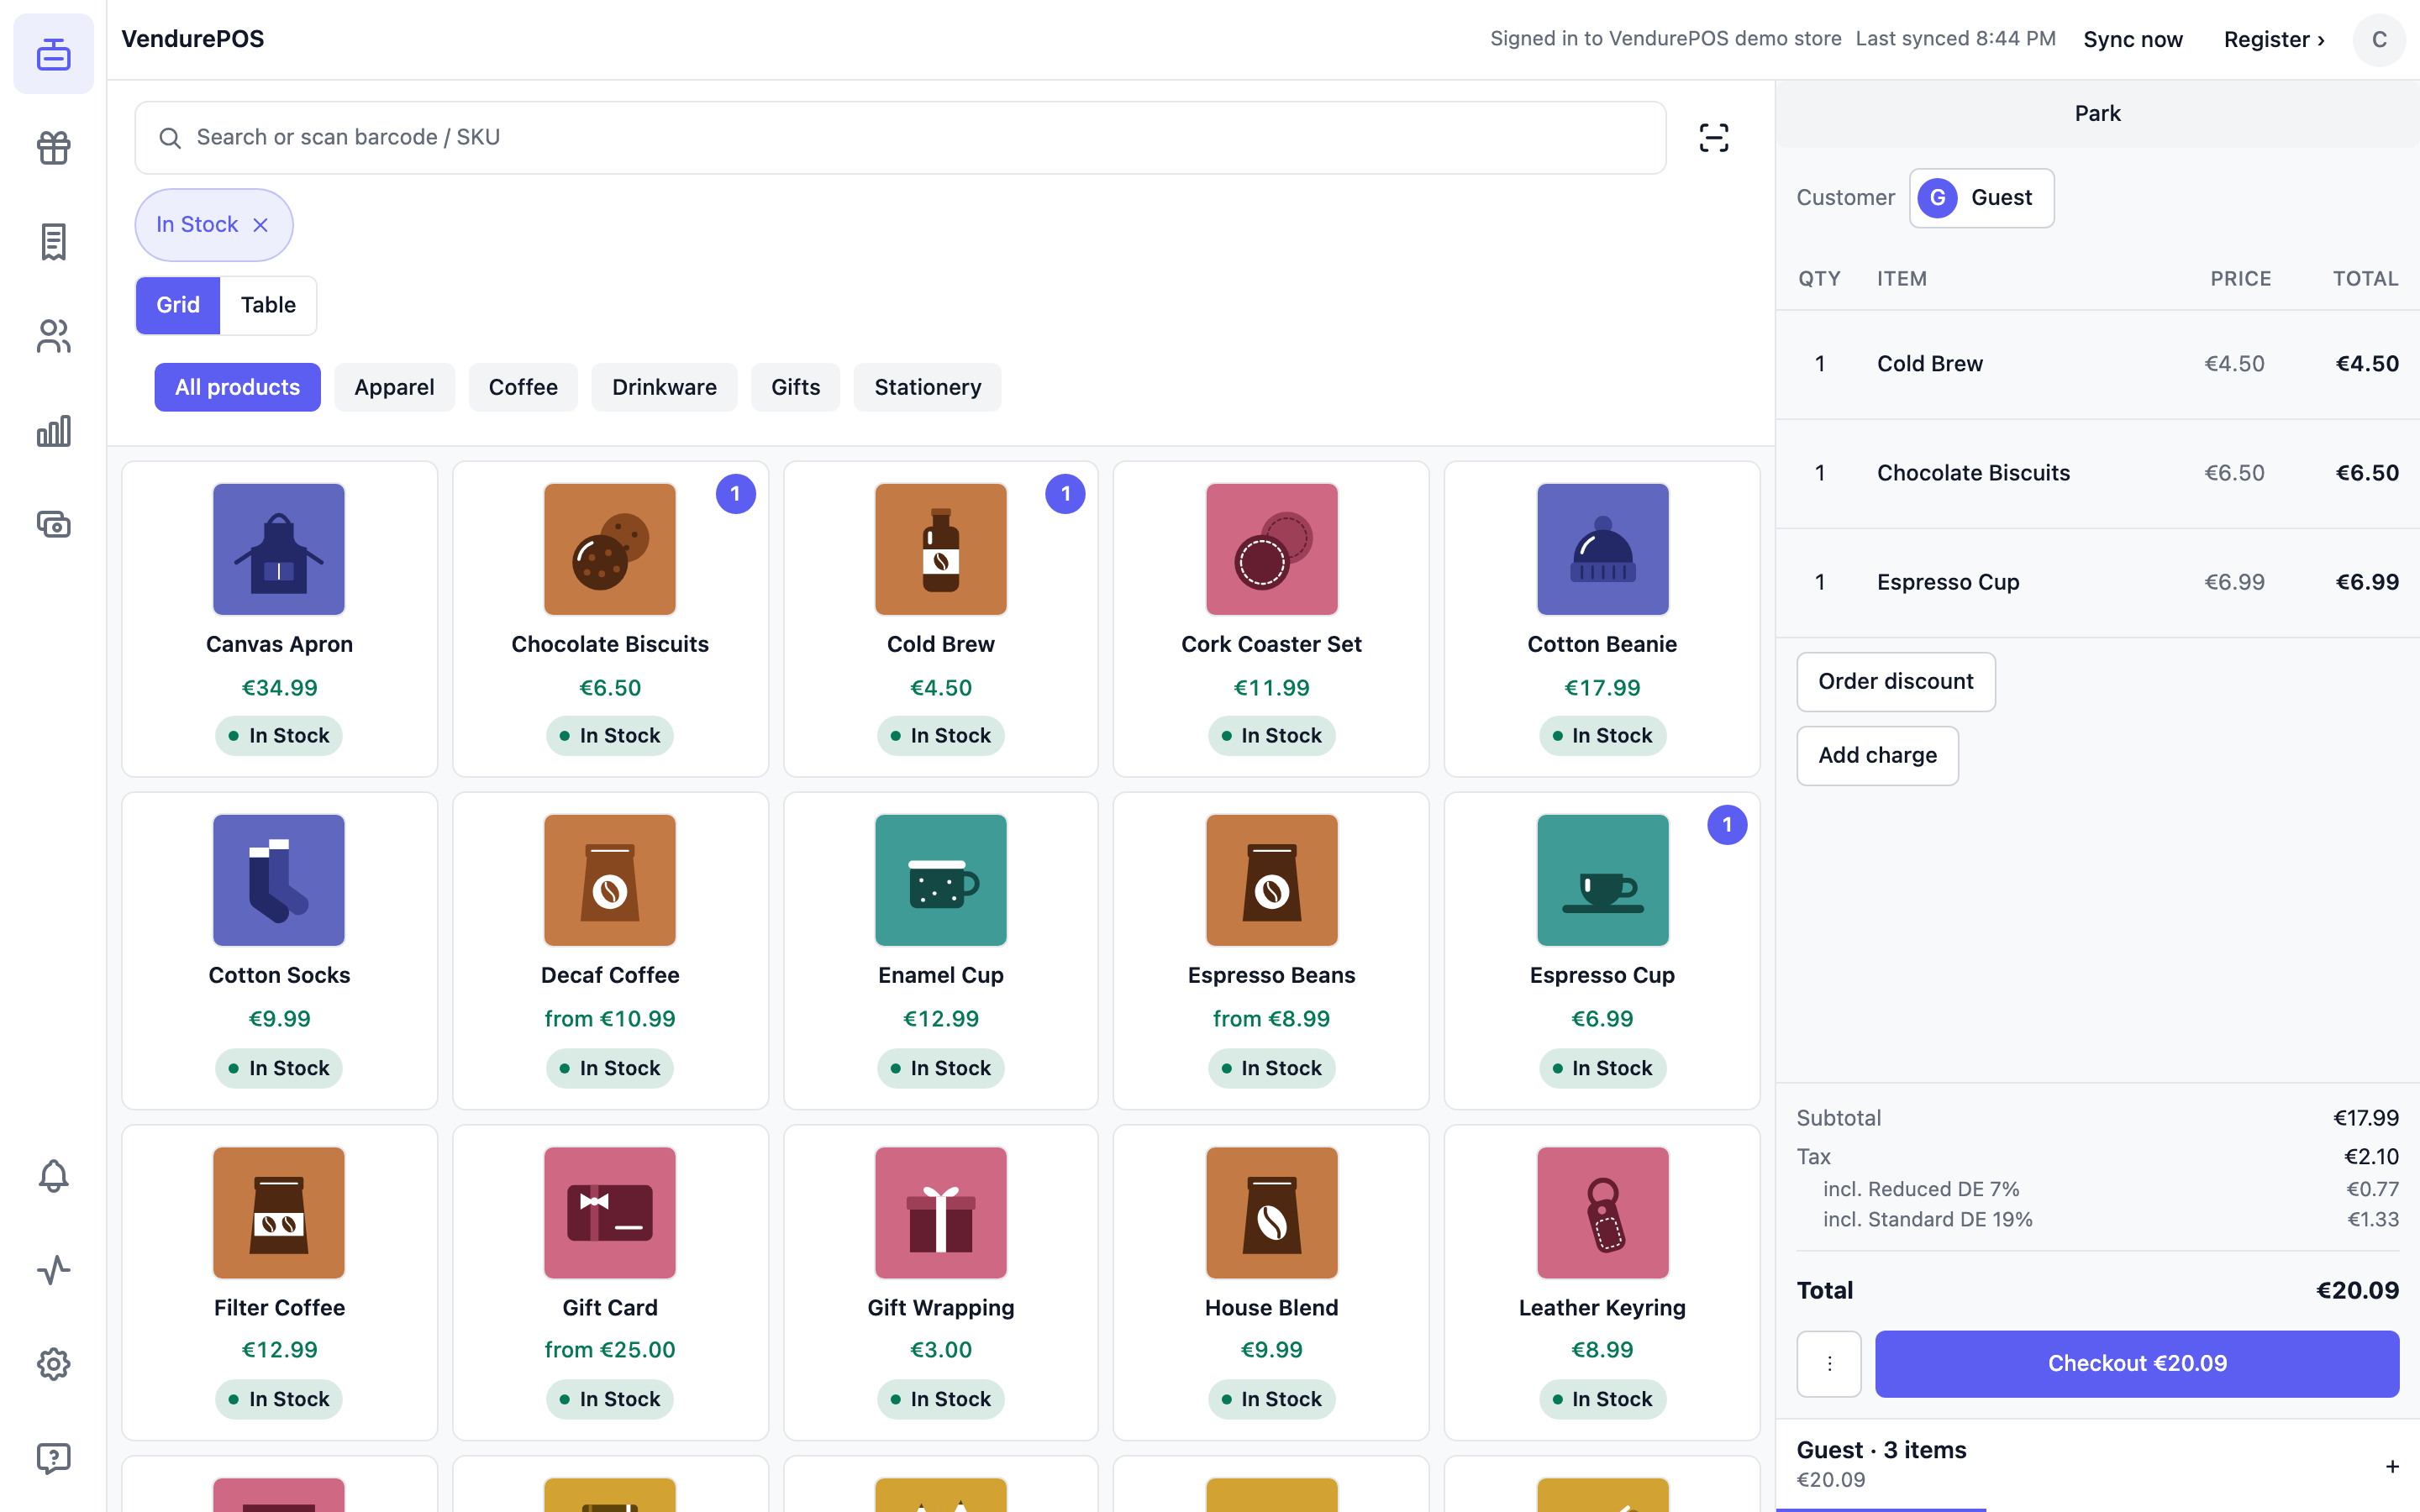 VendurePOS
Signed in to VendurePOS demo store Last synced 8:44 PM Sync now Register › C
Search or scan barcode / SKU
In Stock
Grid Table
All products Apparel Coffee Drinkware Gifts Stationery
Canvas Apron
€34.99
In Stock
1
Chocolate Biscuits
€6.50
In Stock
1
Cold Brew
€4.50
In Stock
Cork Coaster Set
€11.99
In Stock
Cotton Beanie
€17.99
In Stock
Cotton Socks
€9.99
In Stock
Decaf Coffee
from €10.99
In Stock
Enamel Cup
€12.99
In Stock
Espresso Beans
from €8.99
In Stock
1
Espresso Cup
€6.99
In Stock
Filter Coffee
€12.99
In Stock
Gift Card
from €25.00
In Stock
Gift Wrapping
€3.00
In Stock
House Blend
€9.99
In Stock
Leather Keyring
€8.99
In Stock
Park
Customer G Guest
QTY ITEM PRICE TOTAL
1 Cold Brew €4.50 €4.50
1 Chocolate Biscuits €6.50 €6.50
1 Espresso Cup €6.99 €6.99
Order discount
Add charge
Subtotal €17.99
Tax €2.10
incl. Reduced DE 7% €0.77
incl. Standard DE 19% €1.33
Total €20.09
Checkout €20.09
Guest · 3 items
€20.09
+